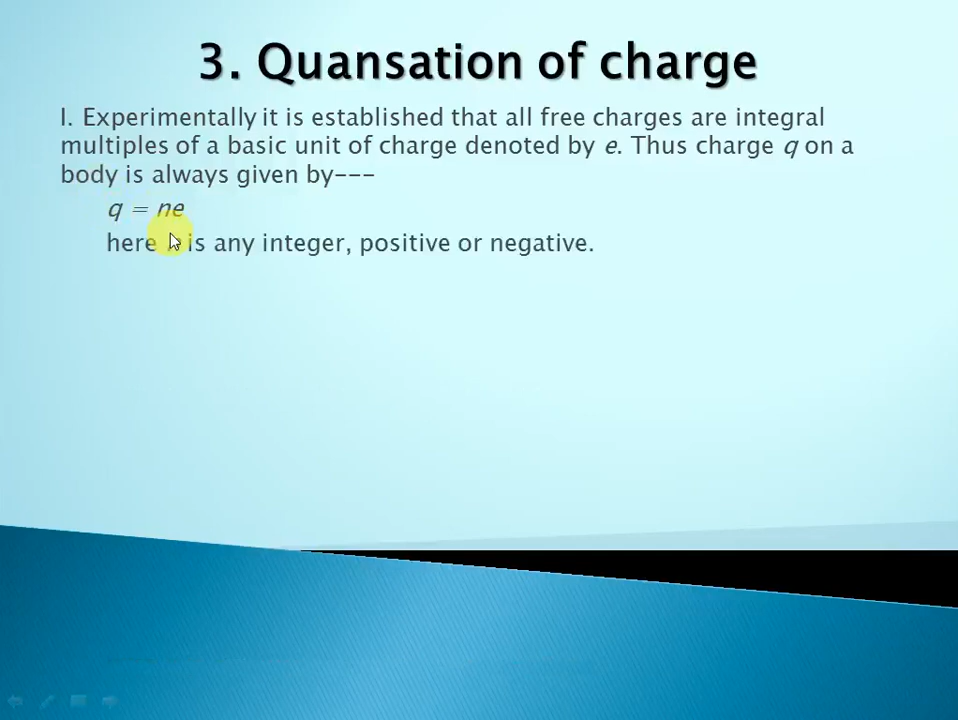 3. Quansation of charge
I. Experimentally it is established that all free charges are integral
multiples of a basic unit of charge denoted by e. Thus charge q on a
body is always given by---
q = ne
here is any integer, positive or negative.